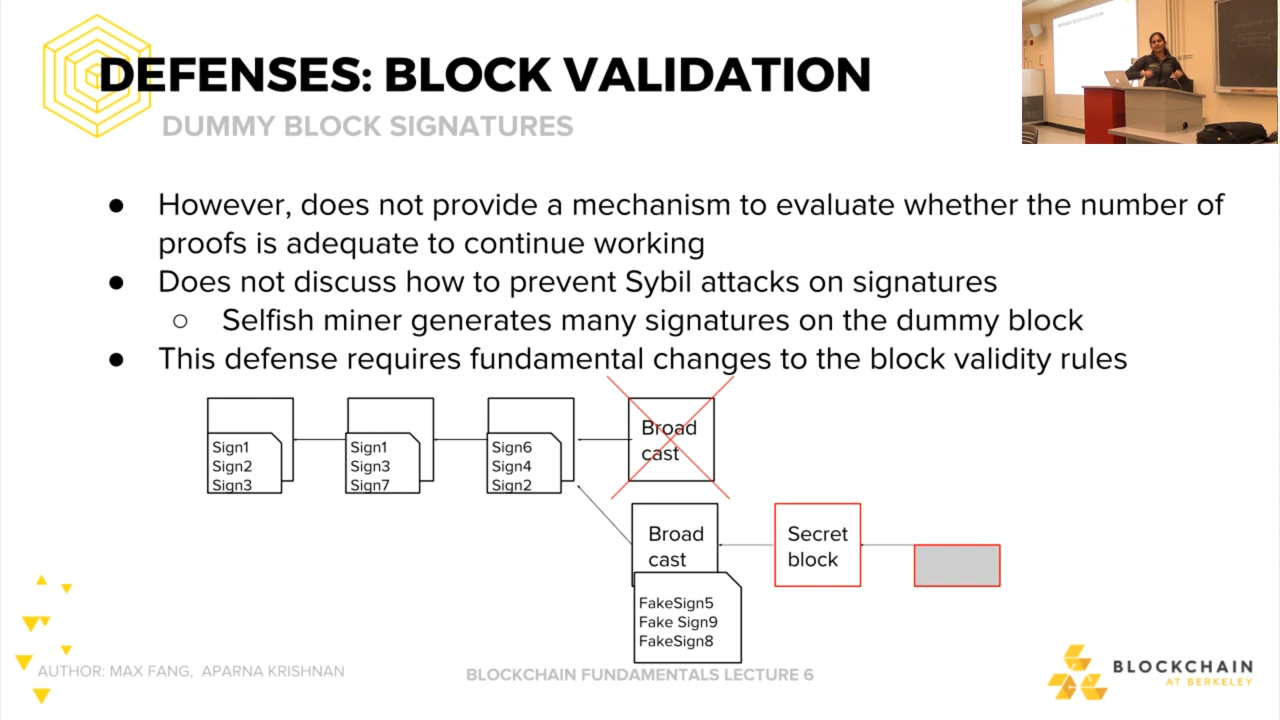 DEFENSES: BLOCK VALIDATION
DUMMY BLOCK SIGNATURES
● However, does not provide a mechanism to evaluate whether the number of
proofs is adequate to continue working
● Does not discuss how to prevent Sybil attacks on signatures
○ Selfish miner generates many signatures on the dummy block
● This defense requires fundamental changes to the block validity rules
Sign1
Sign2
Sign3
Sign1
Sign3
Sign7
Sign6
Sign4
Sign2
Broad
cast
Broad
cast
FakeSign5
Fake Sign9
FakeSign8
Secret
block
AUTHOR: MAX FANG, APARNA KRISHNAN
BLOCKCHAIN FUNDAMENTALS LECTURE 6
BLOCKCHAIN
AT BERKELEY